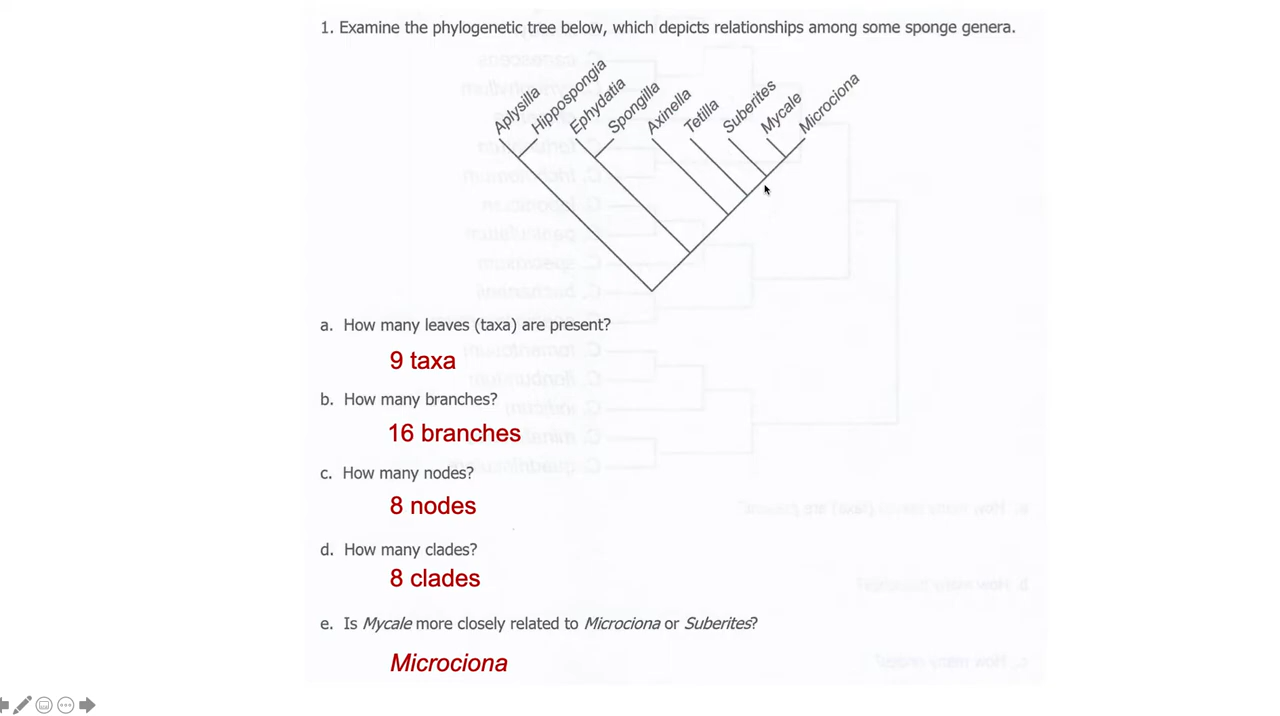 1. Examine the phylogenetic tree below, which depicts relationships among some sponge genera.
Aplysilla
Hippospongia
Ephydatia
Spongilla
Axinella
Tetilla
Suberites
Mycale
Microciona
a. How many leaves (taxa) are present?
9 taxa
b. How many branches?
16 branches
c. How many nodes?
8 nodes
d. How many clades?
8 clades
e. Is Mycale more closely related to Microciona or Suberites?
Microciona